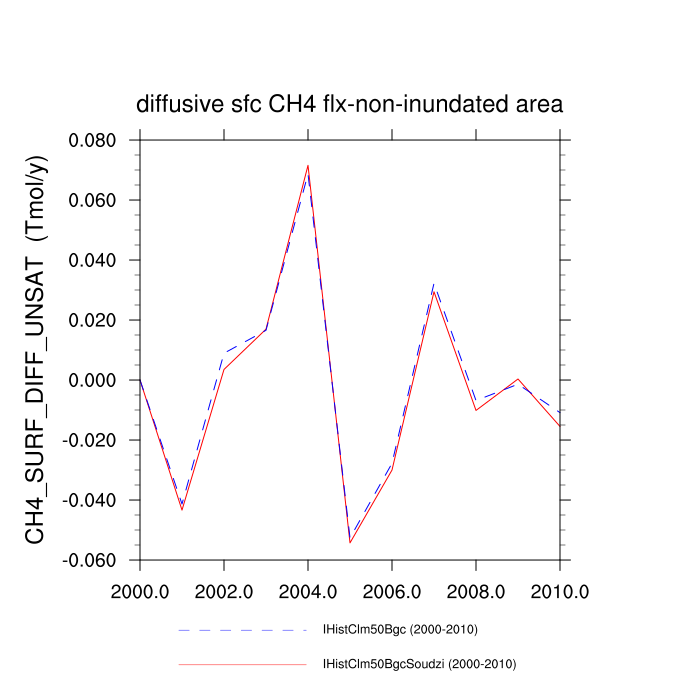 diffusive sfc CH4 flx-non-inundated area
CH4_SURF_DIFF_UNSAT (Tmol/y)
0.080
0.060
0.040
0.020
0.000
-0.020
-0.040
-0.060
2000.0 2002.0 2004.0 2006.0 2008.0 2010.0
IHistClm50Bgc (2000-2010)
IHistClm50BgcSoudzi (2000-2010)